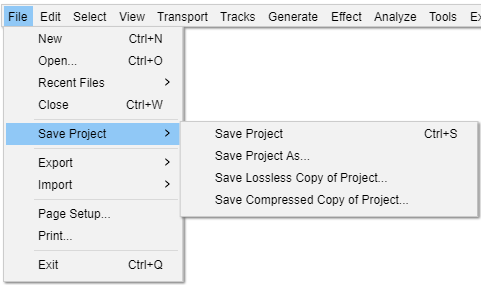 File Edit Select View Transport Tracks Generate Effect Analyze Tools Ex
New Ctrl+N
Open... Ctrl+O
Recent Files >
Close Ctrl+W
Save Project >
Save Project Ctrl+S
Save Project As...
Save Lossless Copy of Project...
Save Compressed Copy of Project...
Export >
Import >
Page Setup...
Print...
Exit Ctrl+Q